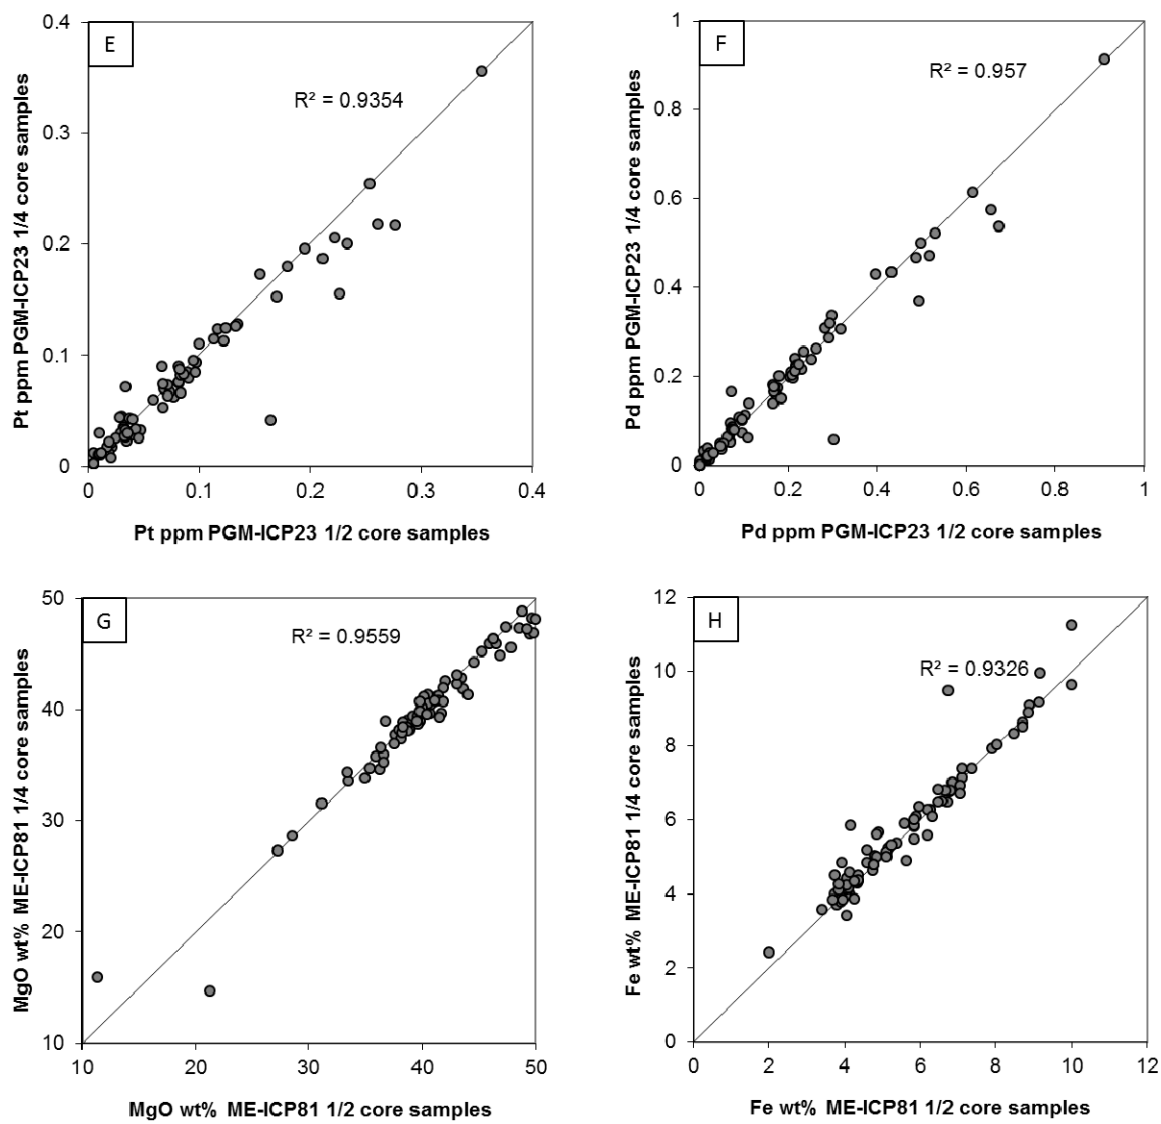 E
R² = 0.9354
Pt ppm PGM-ICP23 1/4 core samples
0.4
0.3
0.2
0.1
0
0
0.1
0.2
0.3
0.4
Pt ppm PGM-ICP23 1/2 core samples
F
R² = 0.957
Pd ppm PGM-ICP23 1/4 core samples
1
0.8
0.6
0.4
0.2
0
0
0.2
0.4
0.6
0.8
1
Pd ppm PGM-ICP23 1/2 core samples
G
R² = 0.9559
MgO wt% ME-ICP81 1/4 core samples
50
40
30
20
10
10
20
30
40
50
MgO wt% ME-ICP81 1/2 core samples
H
R² = 0.9326
Fe wt% ME-ICP81 1/4 core samples
12
10
8
6
4
2
0
0
2
4
6
8
10
12
Fe wt% ME-ICP81 1/2 core samples